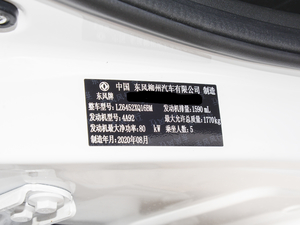 中国 东风柳州汽车有限公司 制造
东风牌
整车型号:LZ6452XQ16BM 发动机排量:1590 mL
发动机型号:4A92 最大允许总质量:1770kg
发动机最大净功率:80 kW 乘坐人数:5
制造年月:2020年08月